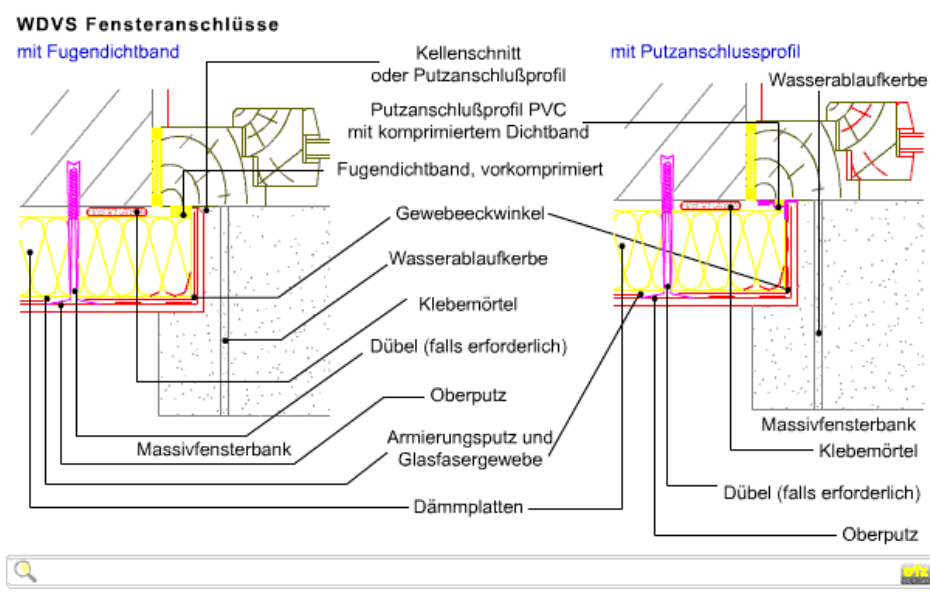 WDVS Fensteranschlüsse
mit Fugendichtband
mit Putzanschlussprofil
Kellenschnitt
oder Putzanschlußprofil
Wasserablaufkerbe
Putzanschlußprofil PVC
mit komprimiertem Dichtband
Fugendichtband, vorkomprimiert
Gewebeeckwinkel
Wasserablaufkerbe
Klebemörtel
Dübel (falls erforderlich)
Oberputz
Massivfensterbank
Armierungsputz und
Glasfasergewebe
Dämmplatten
Massivfensterbank
Klebemörtel
Dübel (falls erforderlich)
Oberputz